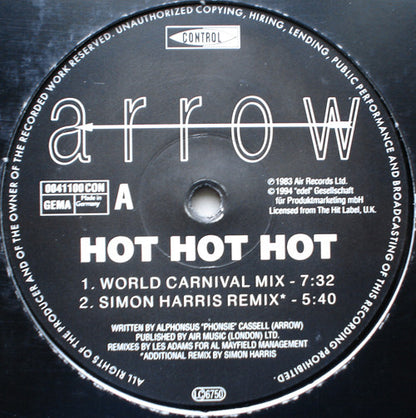 ALL RIGHTS OF THE PRODUCER AND OF THE OWNER OF THE RECORDED WORK RESERVED. UNAUTHORIZED COPYING, HIRING, LENDING. PUBLIC PERFORMANCE AND BROADCASTING OF THIS RECORDING PROHIBITED.
CONTROL
arrow
0041100 CON
GEMA Made in Germany
A
℗ 1983 Air Records Ltd.
© 1994 "edel" Gesellschaft
für Produktmarketing mbH
Licensed from The Hit Label, U.K.
HOT HOT HOT
1. WORLD CARNIVAL MIX - 7:32
2. SIMON HARRIS REMIX* - 5:40
WRITTEN BY ALPHONSUS "PHONSIE" CASSELL (ARROW)
PUBLISHED BY AIR MUSIC (LONDON) LTD.
REMIXES BY LES ADAMS FOR AL MAYFIELD MANAGEMENT
*ADDITIONAL REMIX BY SIMON HARRIS
LC 6750